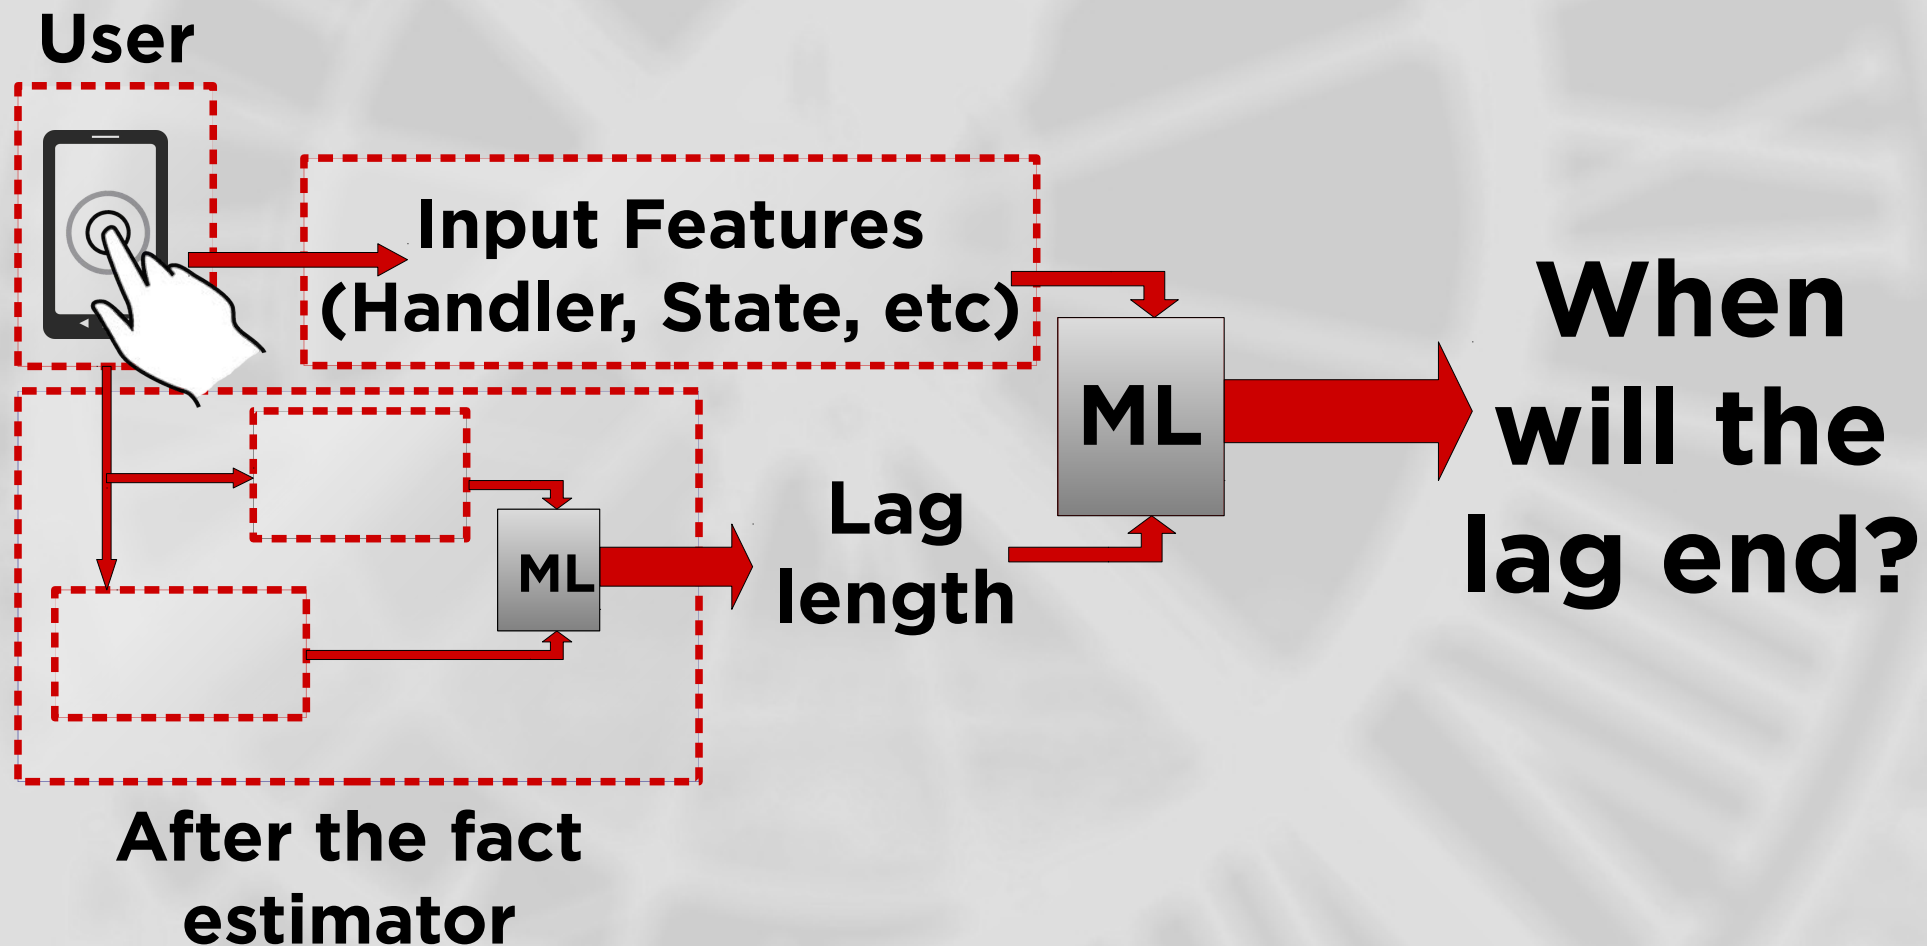 User
Input Features
(Handler, State, etc)
ML
When
will the
lag end?
ML
Lag
length
After the fact
estimator